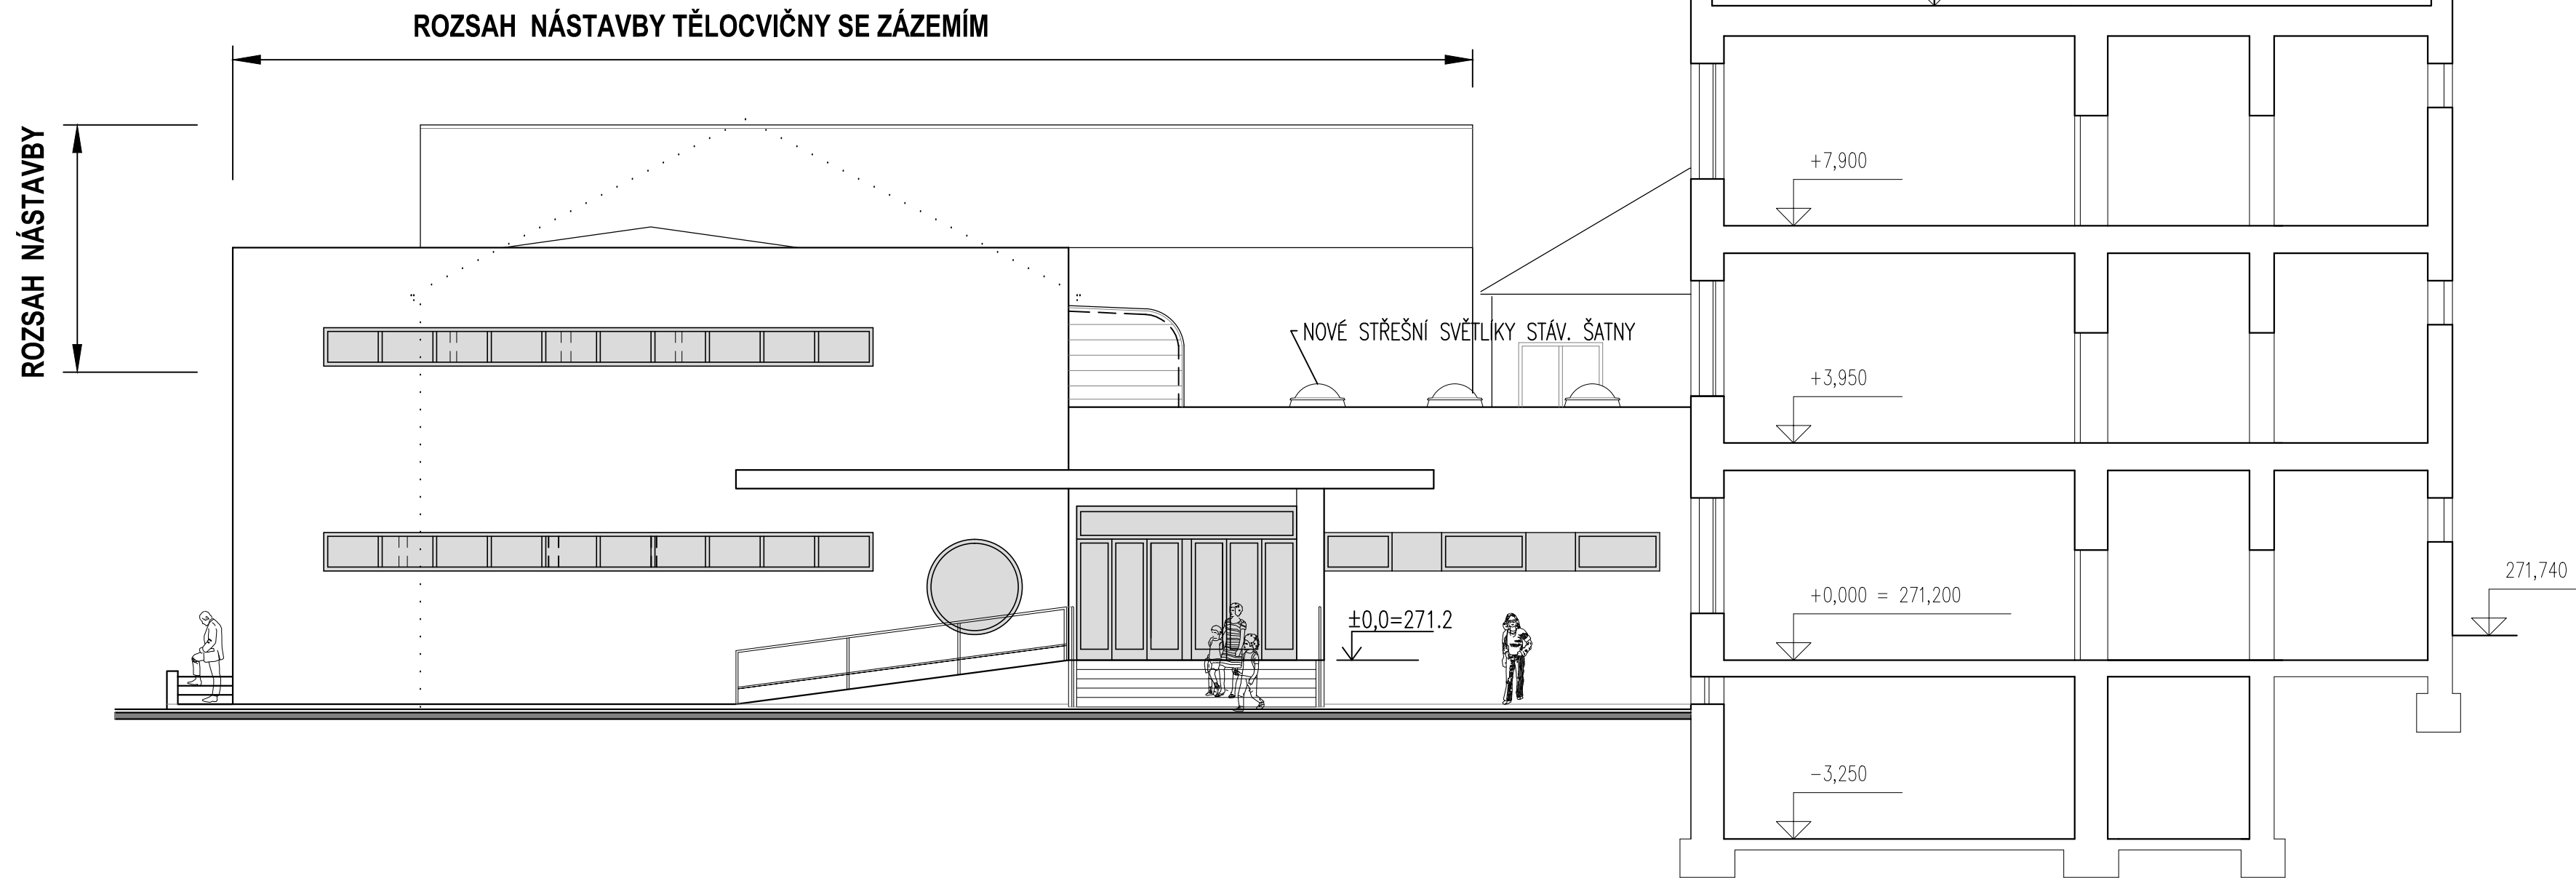 ROZSAH NÁSTAVBY TĚLOCVIČNY SE ZÁZEMÍM
ROZSAH NÁSTAVBY
+7,900
NOVÉ STŘEŠNÍ SVĚTLÍKY STÁV. ŠATNY
+3,950
271,740
+0,000 = 271,200
±0,0=271.2
-3,250